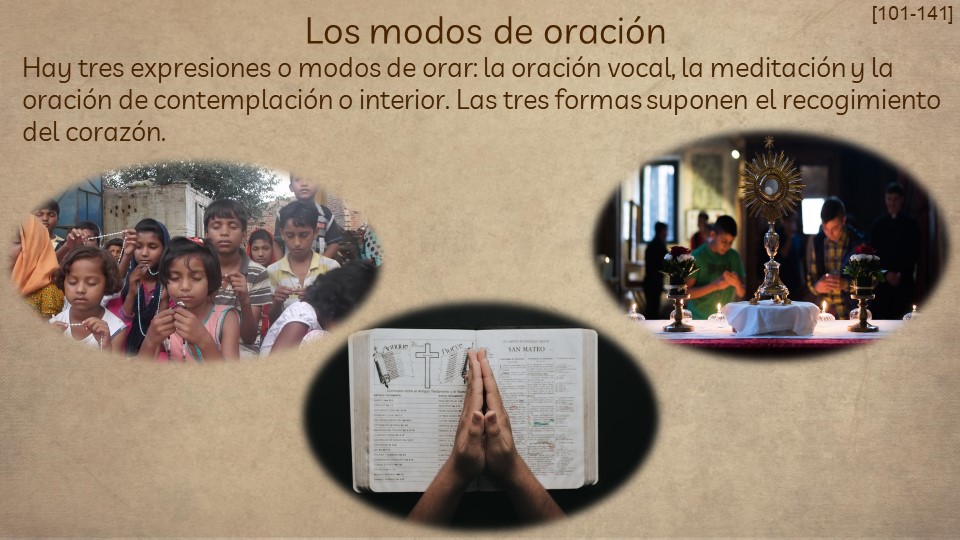 [101-141]
Los modos de oración
Hay tres expresiones o modos de orar: la oración vocal, la meditación y la
oración de contemplación o interior. Las tres formas suponen el recogimiento
del corazón.
SAN MATEO